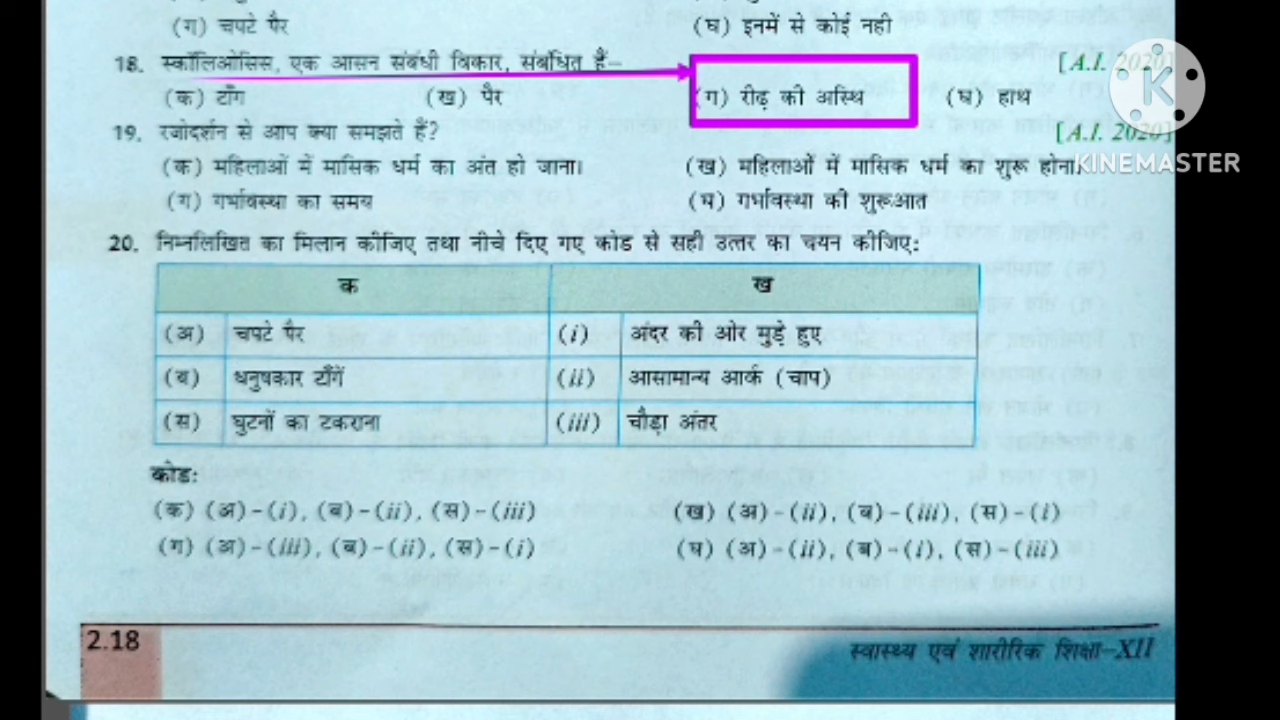 (ग) चपटे पैर (घ) इनमें से कोई नही
18. स्कॉलिओसिस, एक आसन संबंधी विकार, संबंधित हैं– [A.I. 2020]
(क) टाँग (ख) पैर (ग) रीढ़ की अस्थि (घ) हाथ
19. रजोदर्शन से आप क्या समझते हैं? [A.I. 2020]
(क) महिलाओं में मासिक धर्म का अंत हो जाना। (ख) महिलाओं में मासिक धर्म का शुरू होना।
KINEMASTER
(ग) गर्भावस्था का समय (घ) गर्भावस्था की शुरूआत
20. निम्नलिखित का मिलान कीजिए तथा नीचे दिए गए कोड से सही उत्तर का चयन कीजिए:
क ख
(अ) चपटे पैर (i) अंदर की ओर मुड़े हुए
(ब) धनुषकार टाँगें (ii) आसामान्य आर्क (चाप)
(स) घुटनों का टकराना (iii) चौड़ा अंतर
कोड:
(क) (अ)-(i), (ब)-(ii), (स)-(iii) (ख) (अ)-(ii), (ब)-(iii), (स)-(i)
(ग) (अ)-(iii), (ब)-(ii), (स)-(i) (घ) (अ)-(ii), (ब)-(i), (स)-(iii)
2.18 स्वास्थ्य एवं शारीरिक शिक्षा–XII